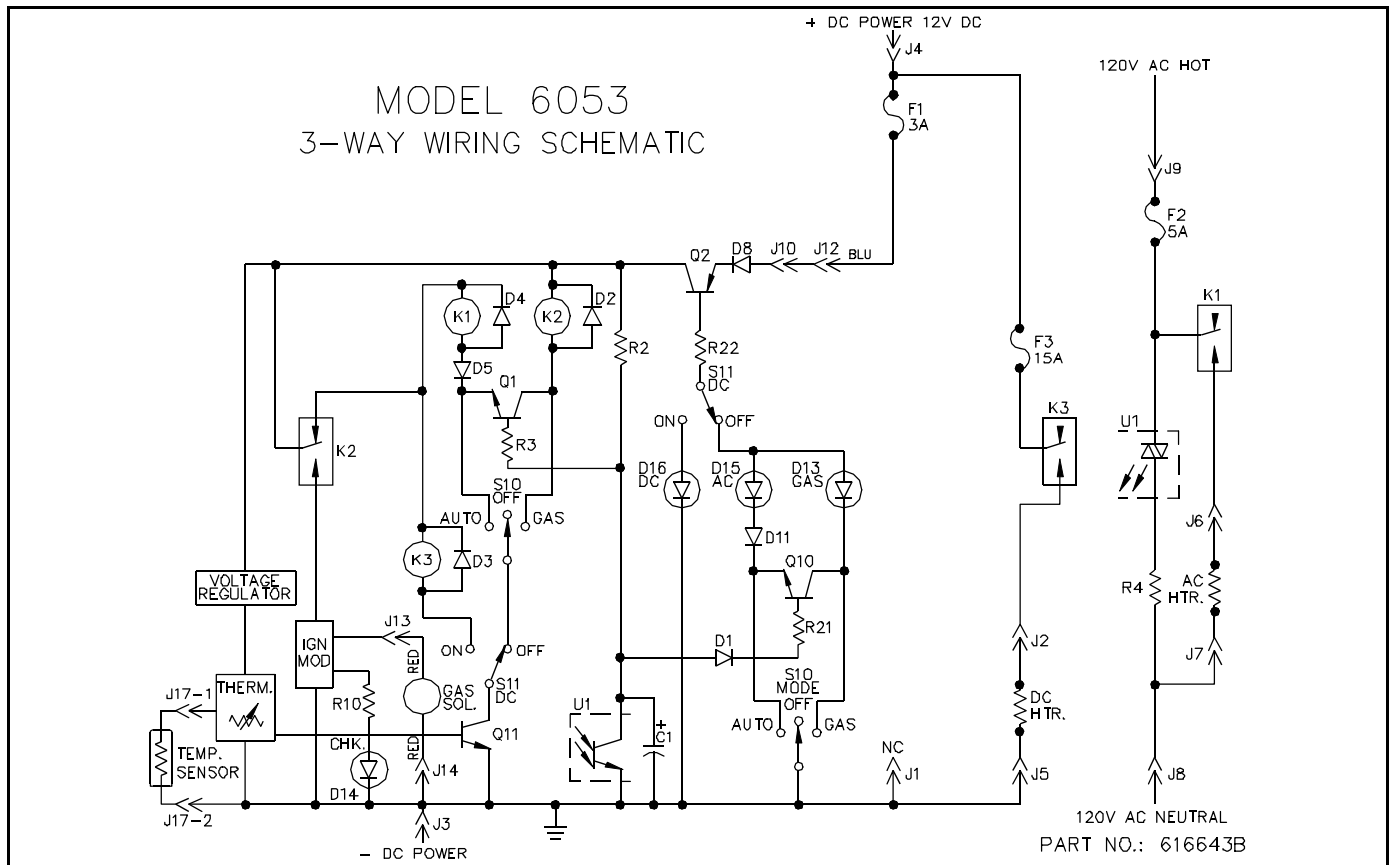 + DC POWER 12V DC
J4
120V AC HOT
MODEL 6053
3-WAY WIRING SCHEMATIC
F1
3A
J9
F2
5A
Q2
D8
J10
J12
BLU
K1
D4
K2
D2
K1
R2
R22
F3
15A
D5
Q1
S11
DC
ON
OFF
K3
U1
K2
R3
D16
DC
D15
AC
D13
GAS
S10
OFF
AUTO
GAS
J6
D11
K3
D3
Q10
VOLTAGE
REGULATOR
R4
AC
HTR.
J13
R21
IGN
MOD
RED
ON
OFF
D1
J2
J7
S11
DC
S10
MODE
OFF
J17-1
THERM.
R10
GAS
SOL.
U1
DC
HTR.
AUTO
GAS
Q11
+
C1
TEMP.
SENSOR
CHK.
RED
J14
NC
J1
J5
J8
D14
J17-2
J3
- DC POWER
120V AC NEUTRAL
PART NO.: 616643B